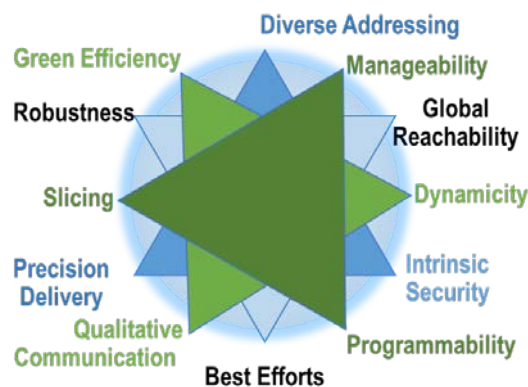 Diverse Addressing
Green Efficiency
Manageability
Robustness
Global
Reachability
Slicing
Dynamicity
Precision
Delivery
Intrinsic
Security
Qualitative
Communication
Programmability
Best Efforts